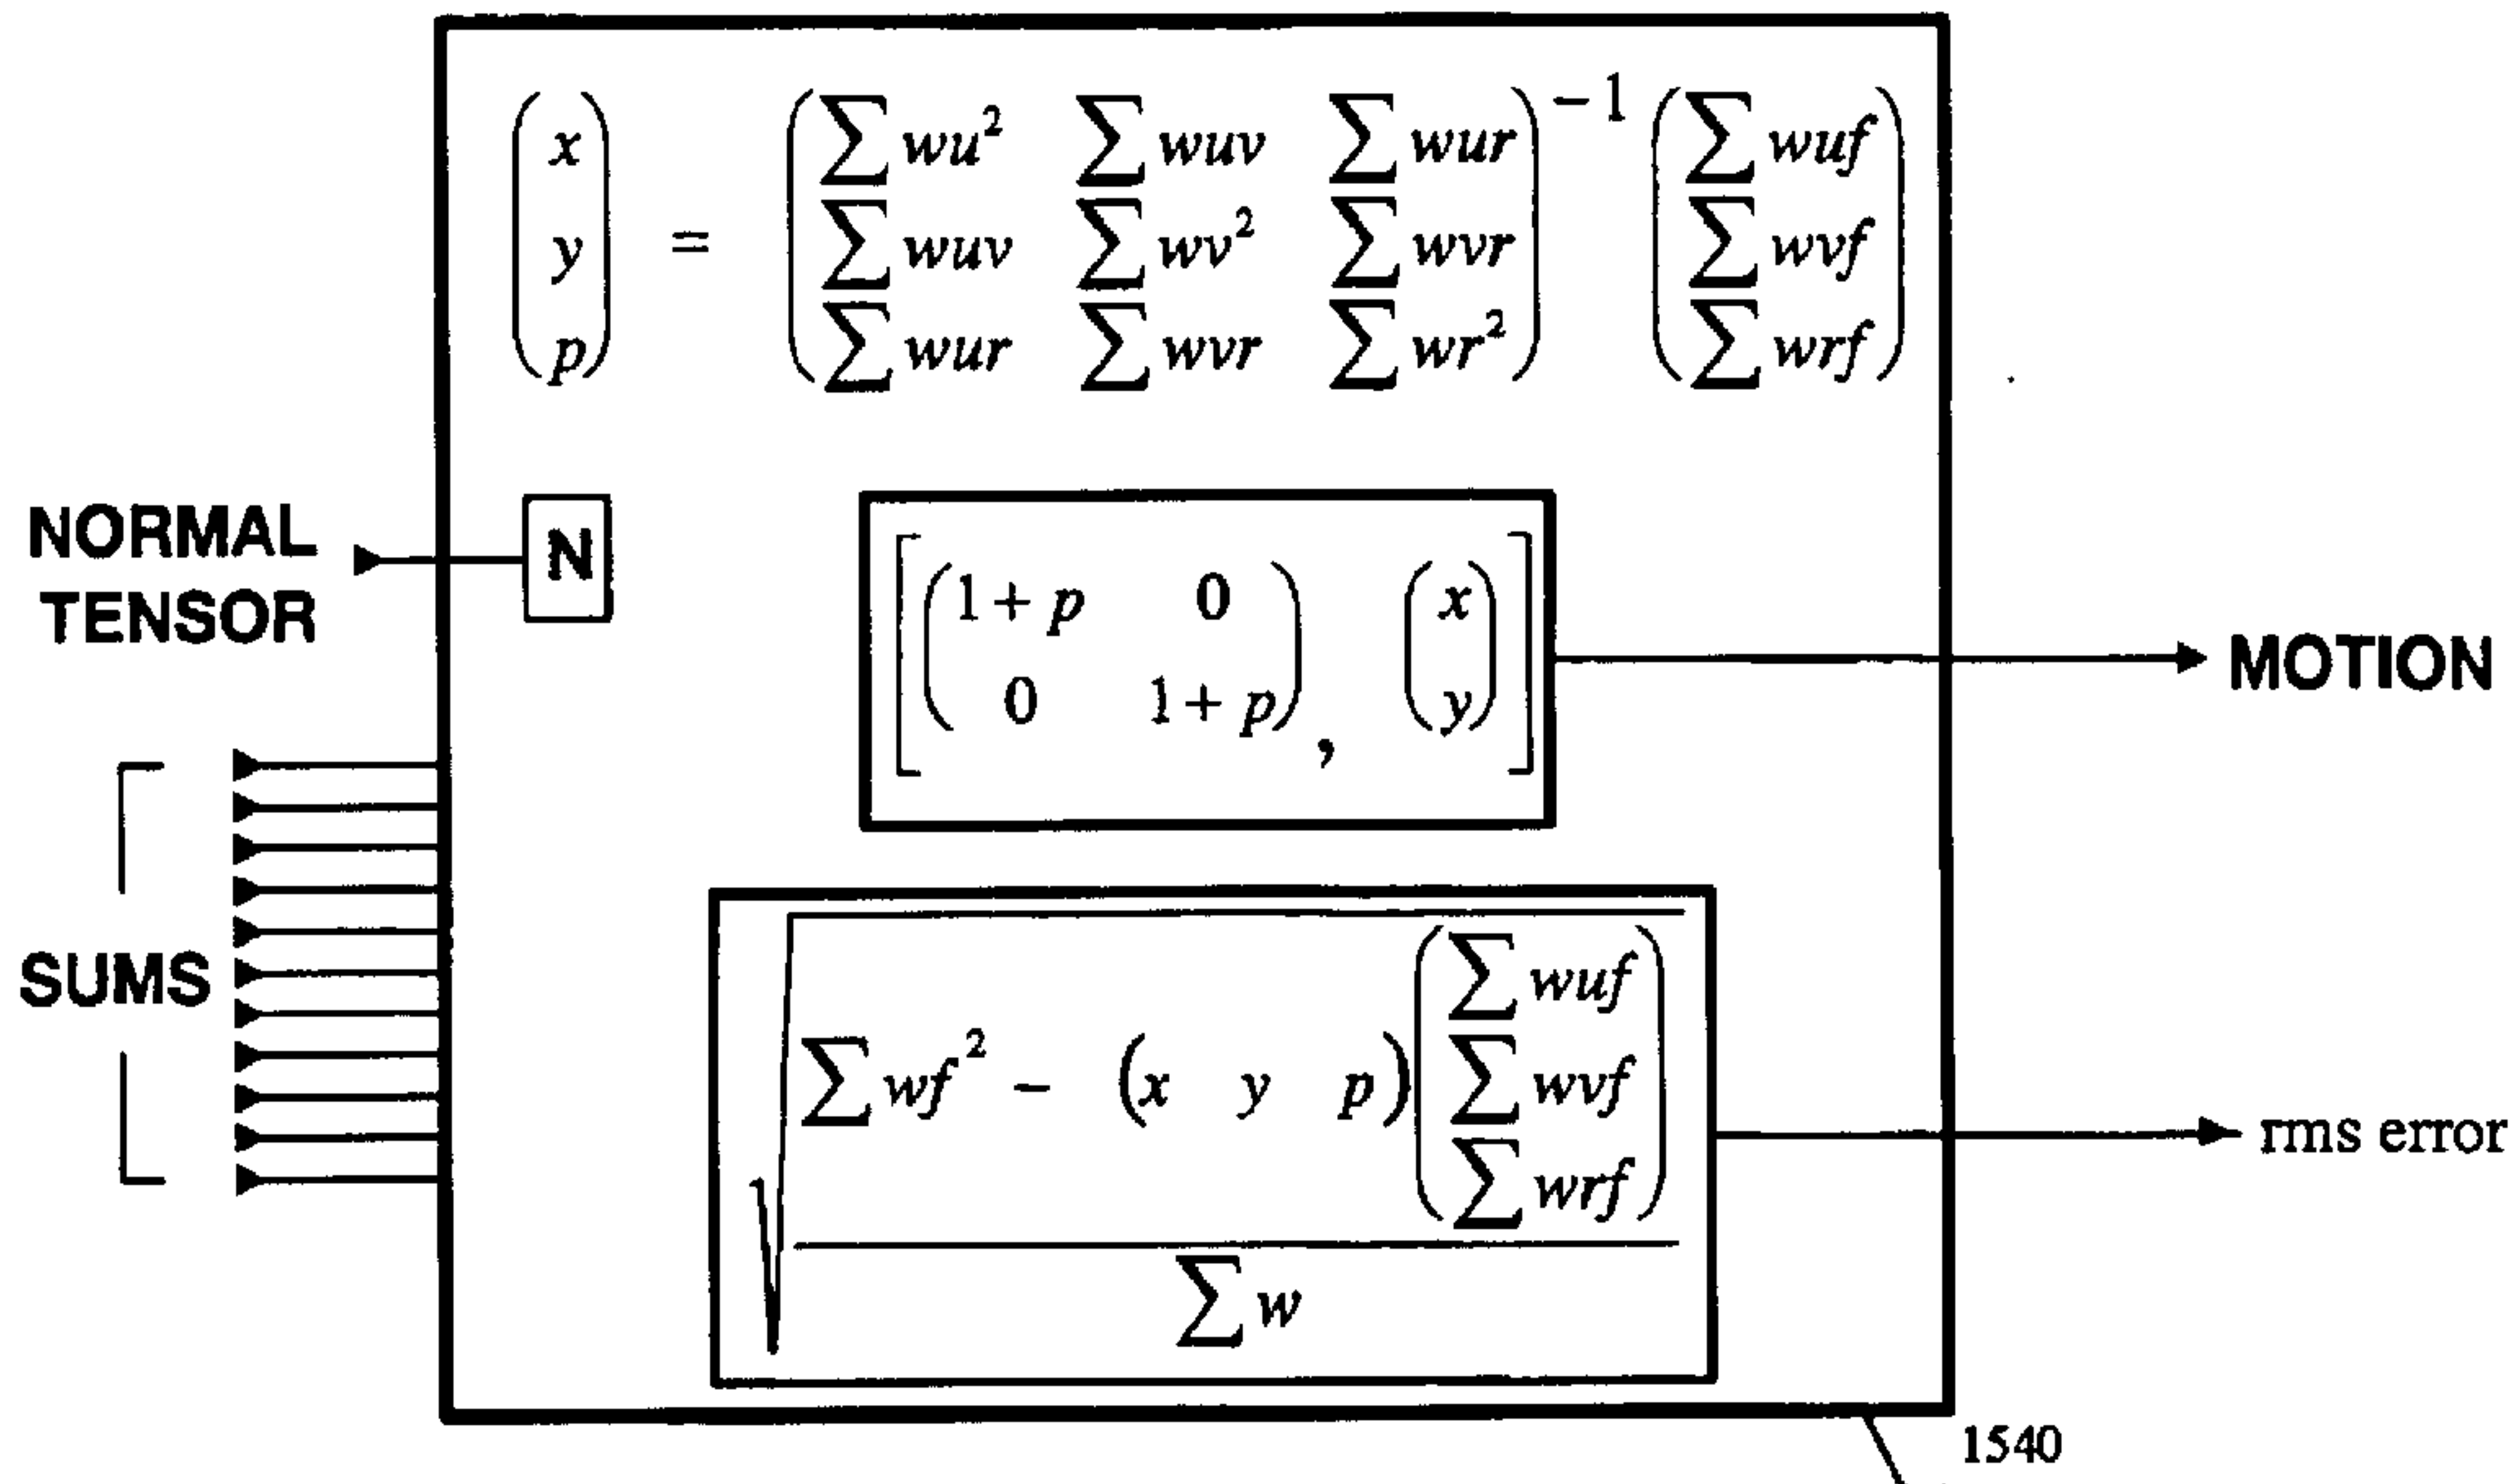 x = ∑ wu² ∑ wuv ∑ wur −1 ∑ wuf
y ∑ wuv ∑ wv² ∑ wvr ∑ wvf
p ∑ wur ∑ wvr ∑ wr² ∑ wrf
NORMAL
TENSOR
N
1 + p 0 x
0 1 + p , y
MOTION
SUMS
∑ wf² − (x y p) ∑ wuf
∑ wvf
∑ wrf
∑ w
rms error
1540